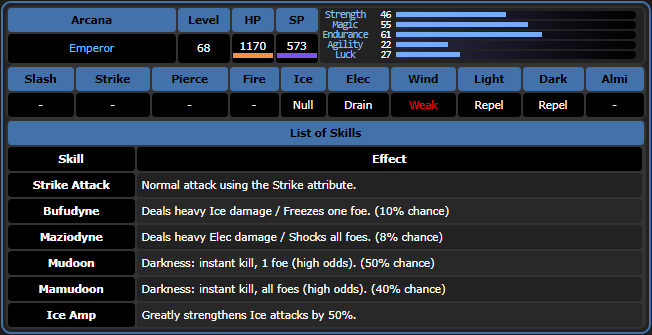 Arcana Level HP SP
Emperor 68 1170 573
Strength 46
Magic 55
Endurance 61
Agility 22
Luck 27
Slash Strike Pierce Fire Ice Elec Wind Light Dark Almi
- - - - Null Drain Weak Repel Repel -
List of Skills
Skill Effect
Strike Attack Normal attack using the Strike attribute.
Bufudyne Deals heavy Ice damage / Freezes one foe. (10% chance)
Maziodyne Deals heavy Elec damage / Shocks all foes. (8% chance)
Mudoon Darkness: instant kill, 1 foe (high odds). (50% chance)
Mamudoon Darkness: instant kill, all foes (high odds). (40% chance)
Ice Amp Greatly strengthens Ice attacks by 50%.